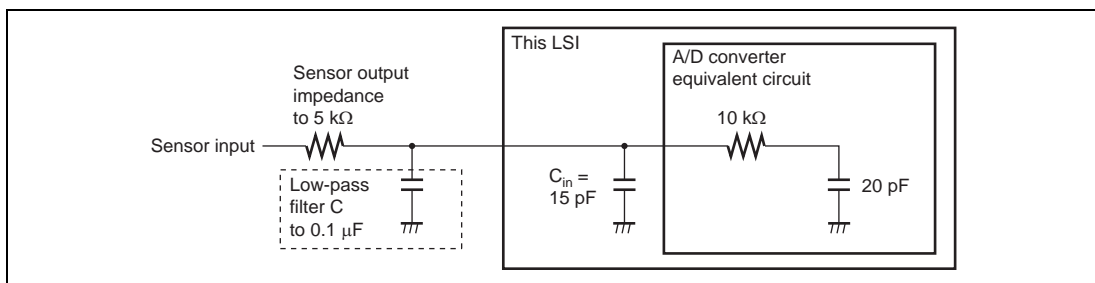 This LSI
A/D converter
equivalent circuit
Sensor output
impedance
to 5 kΩ
10 kΩ
Sensor input
Low-pass
filter C
to 0.1 μF
Cin =
15 pF
20 pF